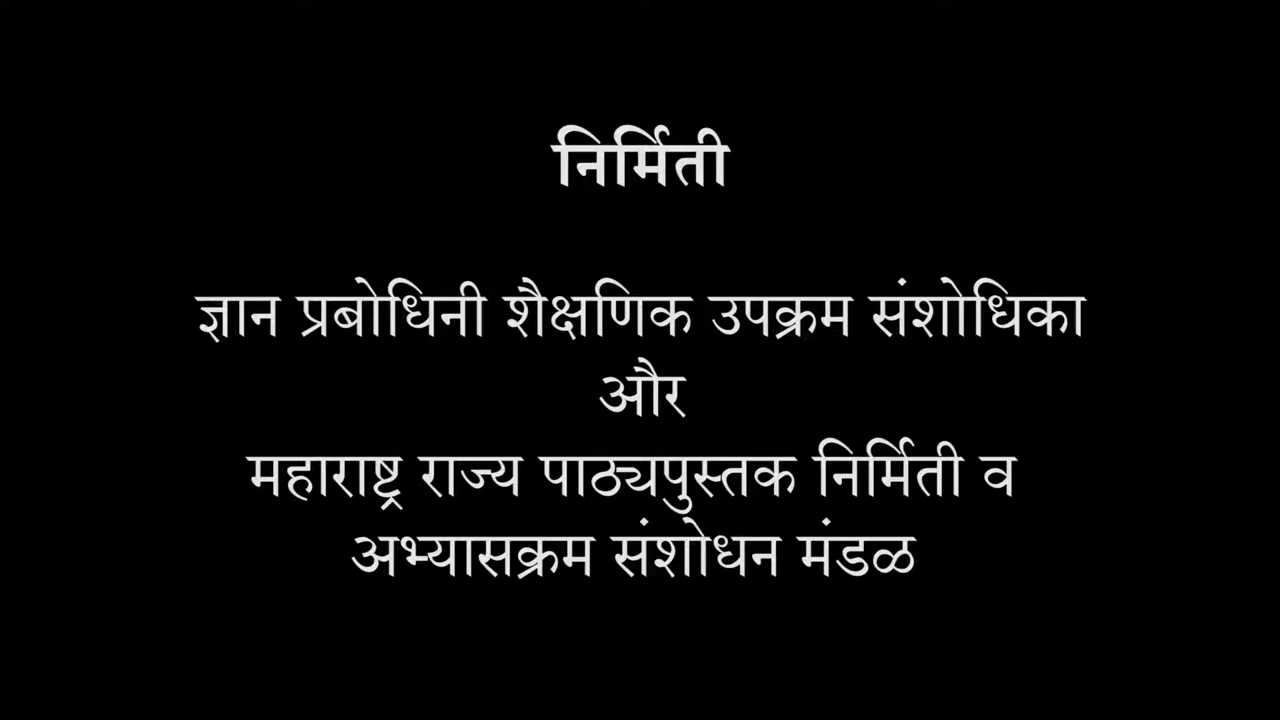 निर्मिती
ज्ञान प्रबोधिनी शैक्षणिक उपक्रम संशोधिका
और
महाराष्ट्र राज्य पाठ्यपुस्तक निर्मिती व
अभ्यासक्रम संशोधन मंडळ